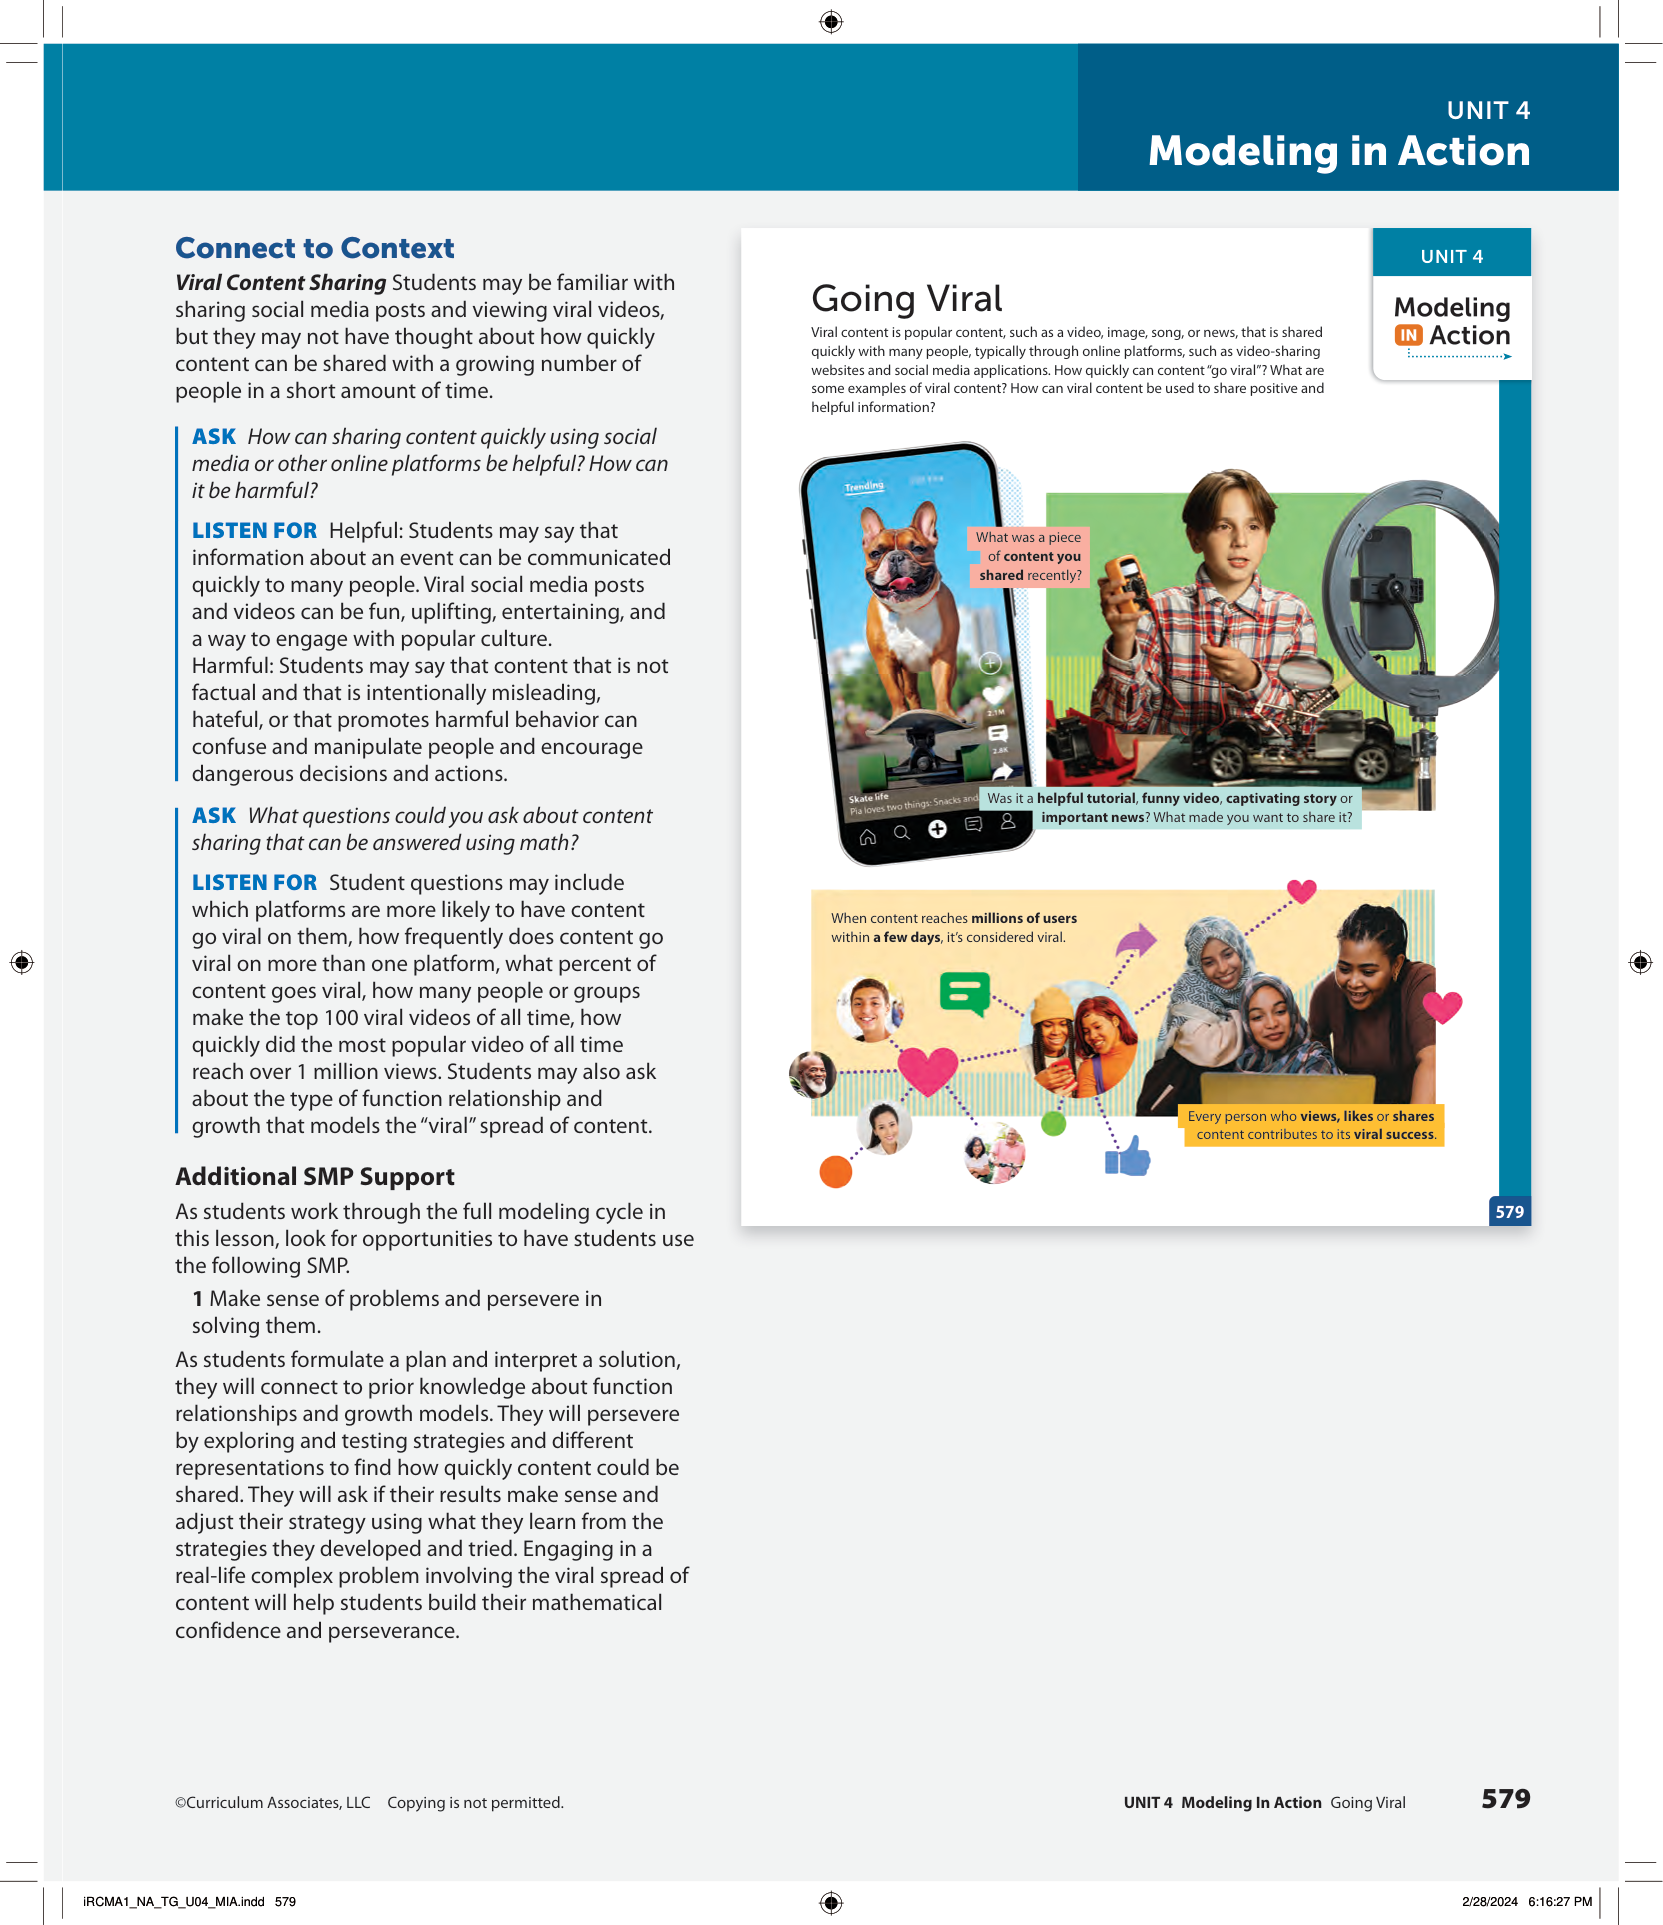 UNIT 4
Modeling in Action
Connect to Context
Viral Content Sharing Students may be familiar with
sharing social media posts and viewing viral videos,
but they may not have thought about how quickly
content can be shared with a growing number of
people in a short amount of time.
ASK How can sharing content quickly using social
media or other online platforms be helpful? How can
it be harmful?
LISTEN FOR Helpful: Students may say that
information about an event can be communicated
quickly to many people. Viral social media posts
and videos can be fun, uplifting, entertaining, and
a way to engage with popular culture.
Harmful: Students may say that content that is not
factual and that is intentionally misleading,
hateful, or that promotes harmful behavior can
confuse and manipulate people and encourage
dangerous decisions and actions.
ASK What questions could you ask about content
sharing that can be answered using math?
LISTEN FOR Student questions may include
which platforms are more likely to have content
go viral on them, how frequently does content go
viral on more than one platform, what percent of
content goes viral, how many people or groups
make the top 100 viral videos of all time, how
quickly did the most popular video of all time
reach over 1 million views. Students may also ask
about the type of function relationship and
growth that models the “viral” spread of content.
Additional SMP Support
As students work through the full modeling cycle in
this lesson, look for opportunities to have students use
the following SMP.
1 Make sense of problems and persevere in
solving them.
As students formulate a plan and interpret a solution,
they will connect to prior knowledge about function
relationships and growth models. They will persevere
by exploring and testing strategies and different
representations to find how quickly content could be
shared. They will ask if their results make sense and
adjust their strategy using what they learn from the
strategies they developed and tried. Engaging in a
real-life complex problem involving the viral spread of
content will help students build their mathematical
confidence and perseverance.
UNIT 4
Modeling
IN Action
Going Viral
Viral content is popular content, such as a video, image, song, or news, that is shared
quickly with many people, typically through online platforms, such as video-sharing
websites and social media applications. How quickly can content “go viral”? What are
some examples of viral content? How can viral content be used to share positive and
helpful information?
Trending
What was a piece
of content you
shared recently?
2.1M
2.8K
Skate life
Pia loves two things: Snacks and
Was it a helpful tutorial, funny video, captivating story or
important news? What made you want to share it?
When content reaches millions of users
within a few days, it’s considered viral.
Every person who views, likes or shares
content contributes to its viral success.
579
©Curriculum Associates, LLC Copying is not permitted.
UNIT 4 Modeling In Action Going Viral 579
iRCMA1_NA_TG_U04_MIA.indd 579
2/28/2024 6:16:27 PM